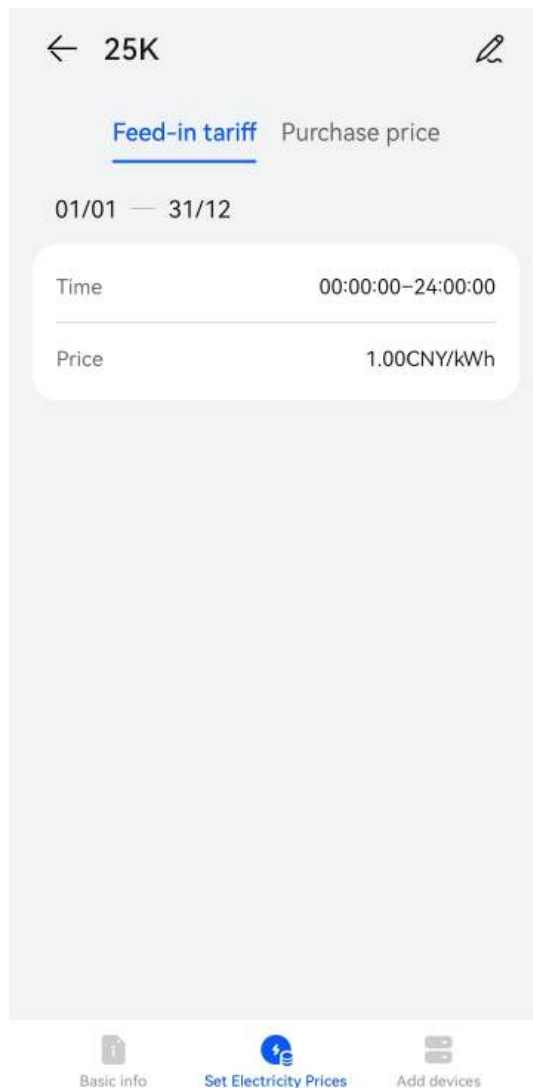 25K
Feed-in tariff Purchase price
01/01 — 31/12
Time 00:00:00-24:00:00
Price 1.00CNY/kWh
Basic info Set Electricity Prices Add devices